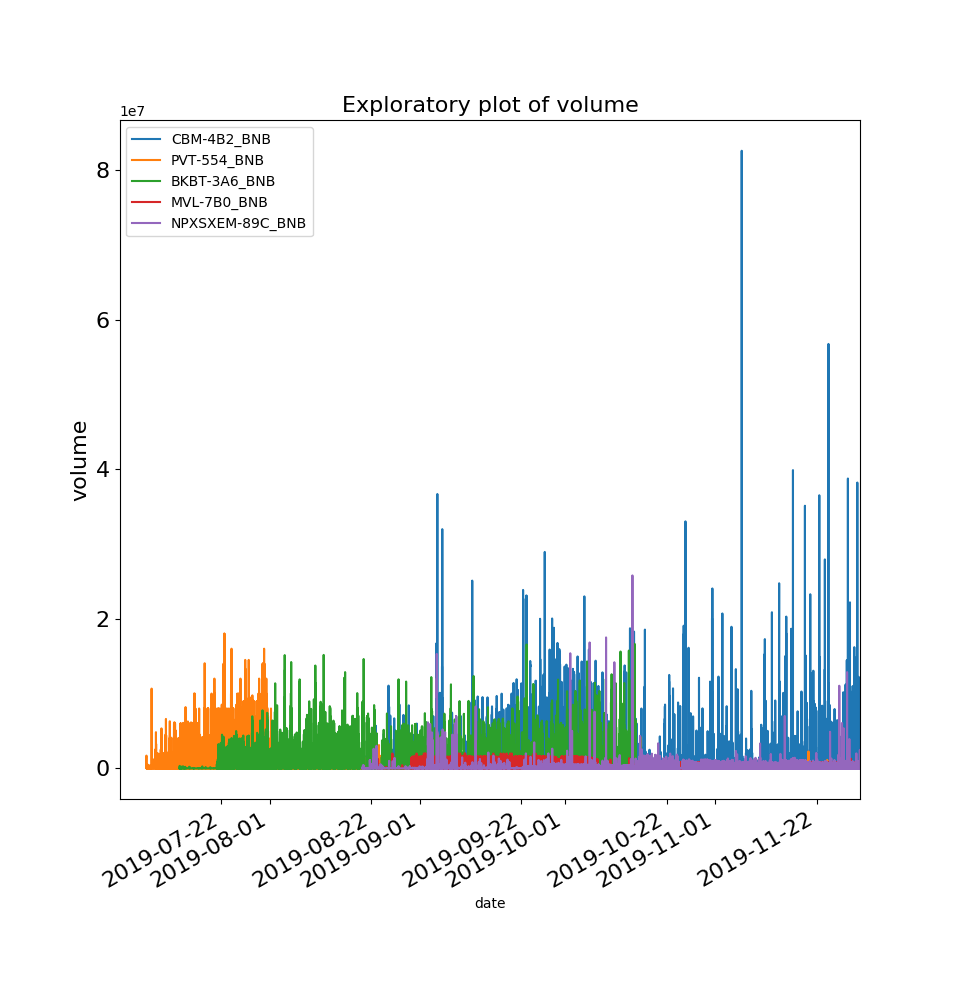 Exploratory plot of volume
1e7
CBM-4B2_BNB
PVT-554_BNB
BKBT-3A6_BNB
MVL-7B0_BNB
NPXSXEM-89C_BNB
8
6
4
2
0
volume
2019-07-22
2019-08-01
2019-08-22
2019-09-01
2019-09-22
2019-10-01
2019-10-22
2019-11-01
2019-11-22
date